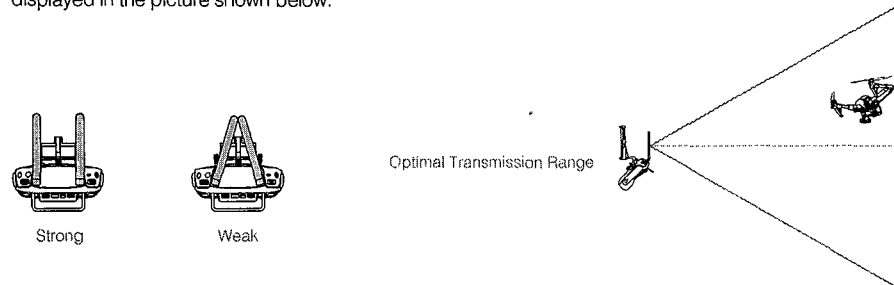 displayed in the picture shown below.
Optimal Transmission Range
Strong
Weak